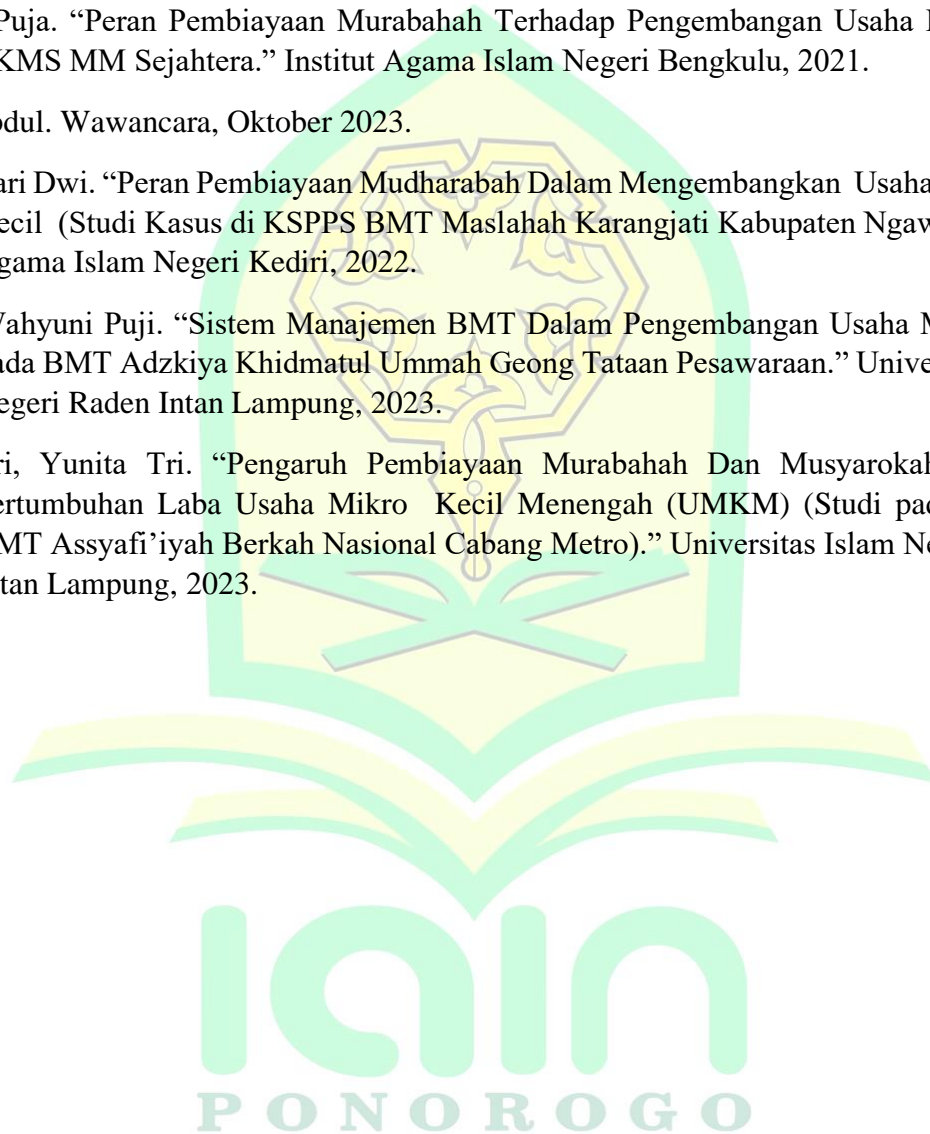 Puja. “Peran Pembiayaan Murabahah Terhadap Pengembangan Usaha
KMS MM Sejahtera.” Institut Agama Islam Negeri Bengkulu, 2021.
odul. Wawancara, Oktober 2023.
ari Dwi. “Peran Pembiayaan Mudharabah Dalam Mengembangkan Usaha
ecil (Studi Kasus di KSPPS BMT Maslahah Karangjati Kabupaten Ngaw
gama Islam Negeri Kediri, 2022.
Wahyuni Puji. “Sistem Manajemen BMT Dalam Pengembangan Usaha M
ada BMT Adzkiya Khidmatul Ummah Geong Tataan Pesawaraan.” Unive
egeri Raden Intan Lampung, 2023.
ri, Yunita Tri. “Pengaruh Pembiayaan Murabahah Dan Musyarokah
ertumbuhan Laba Usaha Mikro Kecil Menengah (UMKM) (Studi pad
MT Assyafi’iyah Berkah Nasional Cabang Metro).” Universitas Islam Ne
tan Lampung, 2023.
iain
PONOROGO